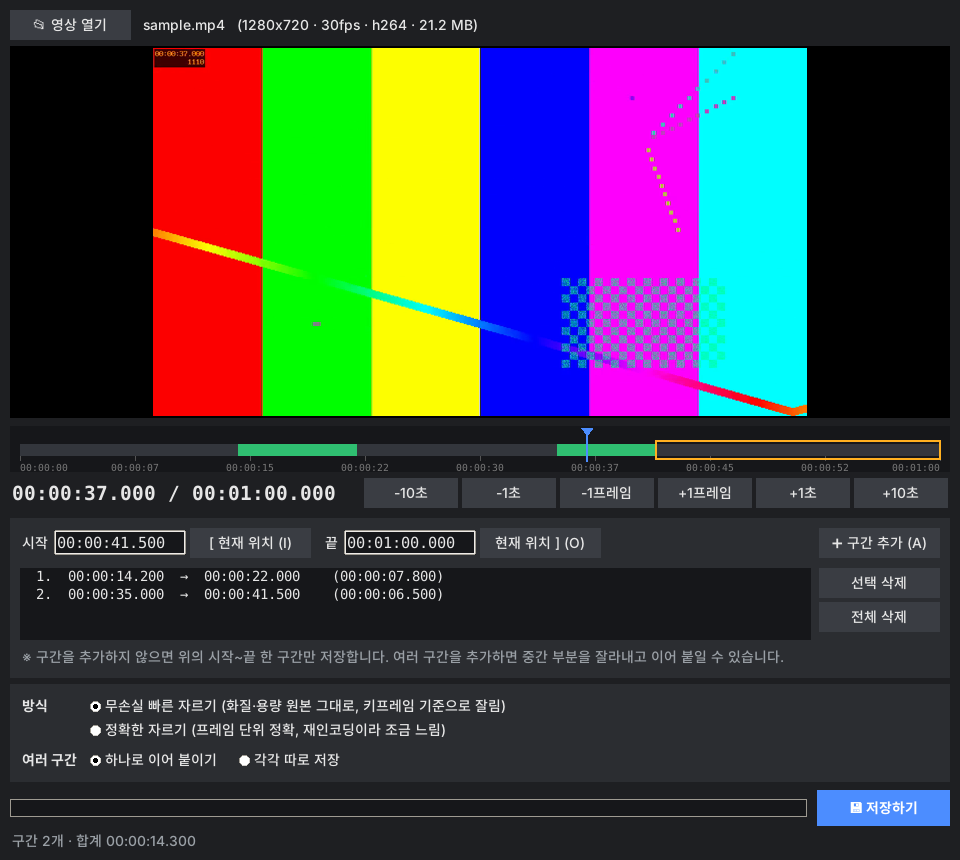 📂 영상 열기 sample.mp4 (1280x720 · 30fps · h264 · 21.2 MB)
00:00:37.000
1110
00:00:00 00:00:07 00:00:15 00:00:22 00:00:30 00:00:37 00:00:45 00:00:52 00:01:00
00:00:37.000 / 00:01:00.000 -10초 -1초 -1프레임 +1프레임 +1초 +10초
시작 00:00:41.500 [ 현재 위치 (I) 끝 00:01:00.000 현재 위치 ] (O) ➕ 구간 추가 (A)
1. 00:00:14.200 → 00:00:22.000 (00:00:07.800)
2. 00:00:35.000 → 00:00:41.500 (00:00:06.500)
선택 삭제
전체 삭제
※ 구간을 추가하지 않으면 위의 시작~끝 한 구간만 저장합니다. 여러 구간을 추가하면 중간 부분을 잘라내고 이어 붙일 수 있습니다.
방식 무손실 빠른 자르기 (화질·용량 원본 그대로, 키프레임 기준으로 잘림)
정확한 자르기 (프레임 단위 정확, 재인코딩이라 조금 느림)
여러 구간 하나로 이어 붙이기 각각 따로 저장
💾 저장하기
구간 2개 · 합계 00:00:14.300